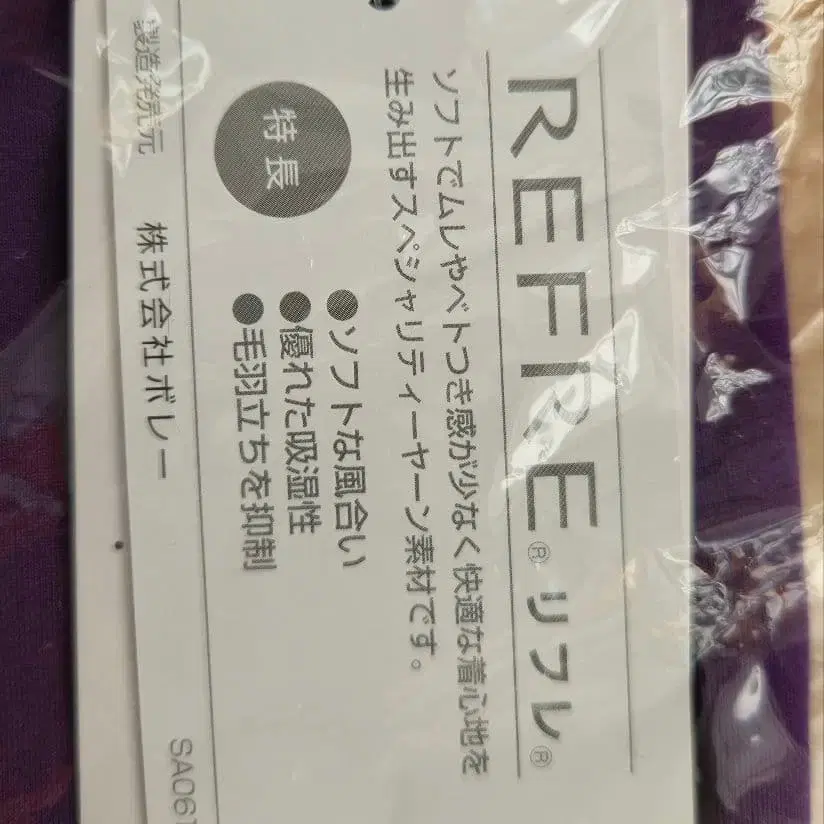 REFRE® リフレ®
ソフトでムレやベトつき感が少なく快適な着心地を
生み出すスペシャリティーヤーン素材です。
特長
●ソフトな風合い
●優れた吸湿性
●毛羽立ちを抑制
製造発売元 株式会社ボレー
SA061